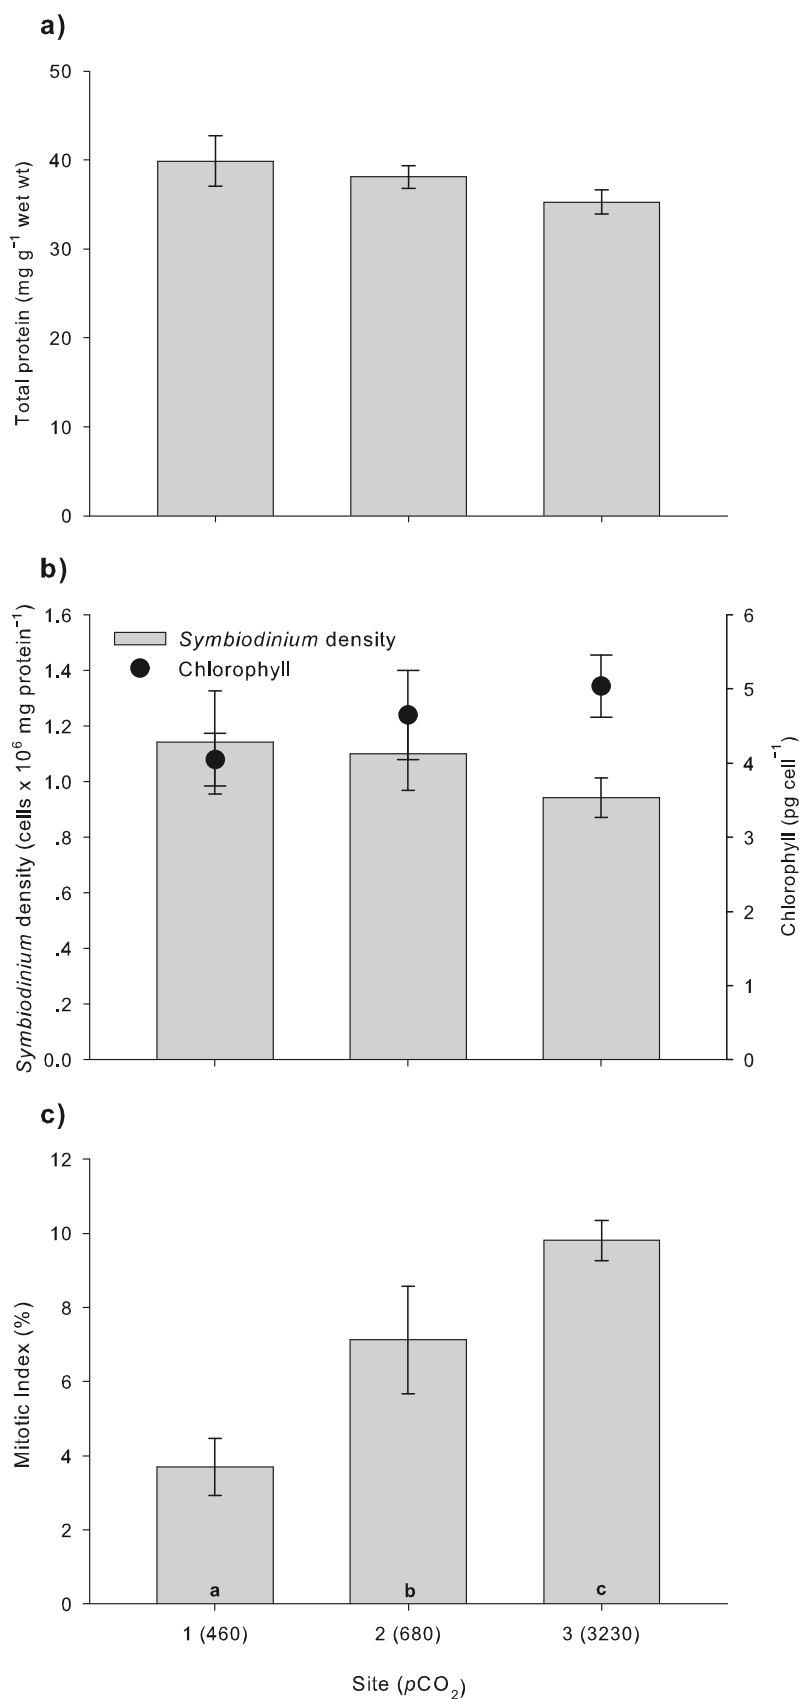 a)
Total protein (mg g⁻¹ wet wt)
50
40
30
20
10
0
b)
Symbiodinium density (cells x 10⁶ mg protein⁻¹)
1.6
1.4
1.2
1.0
.8
.6
.4
.2
0.0
Symbiodinium density
Chlorophyll
6
5
4
3
2
1
0
Chlorophyll (pg cell⁻¹)
c)
Mitotic Index (%)
12
10
8
6
4
2
0
a
b
c
1 (460)
2 (680)
3 (3230)
Site (pCO₂)